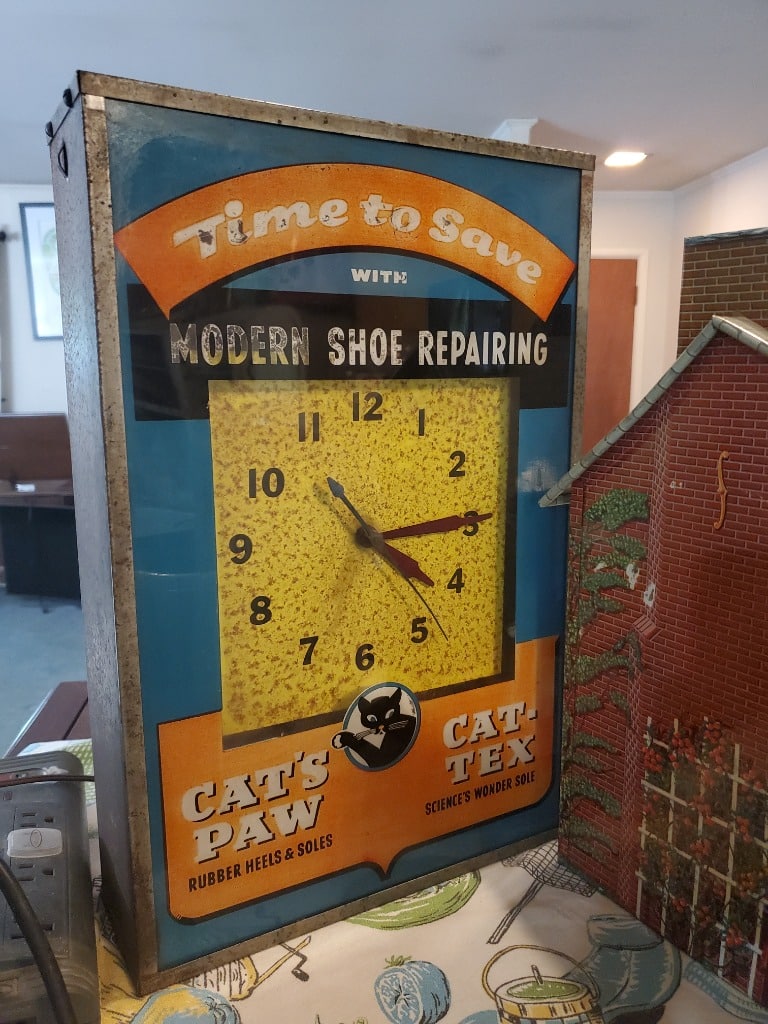 Time to Save
WITH
MODERN SHOE REPAIRING
12
11
1
10
2
9
3
8
4
7
5
6
CAT'S
PAW
RUBBER HEELS & SOLES
CAT-
TEX
SCIENCE'S WONDER SOLE